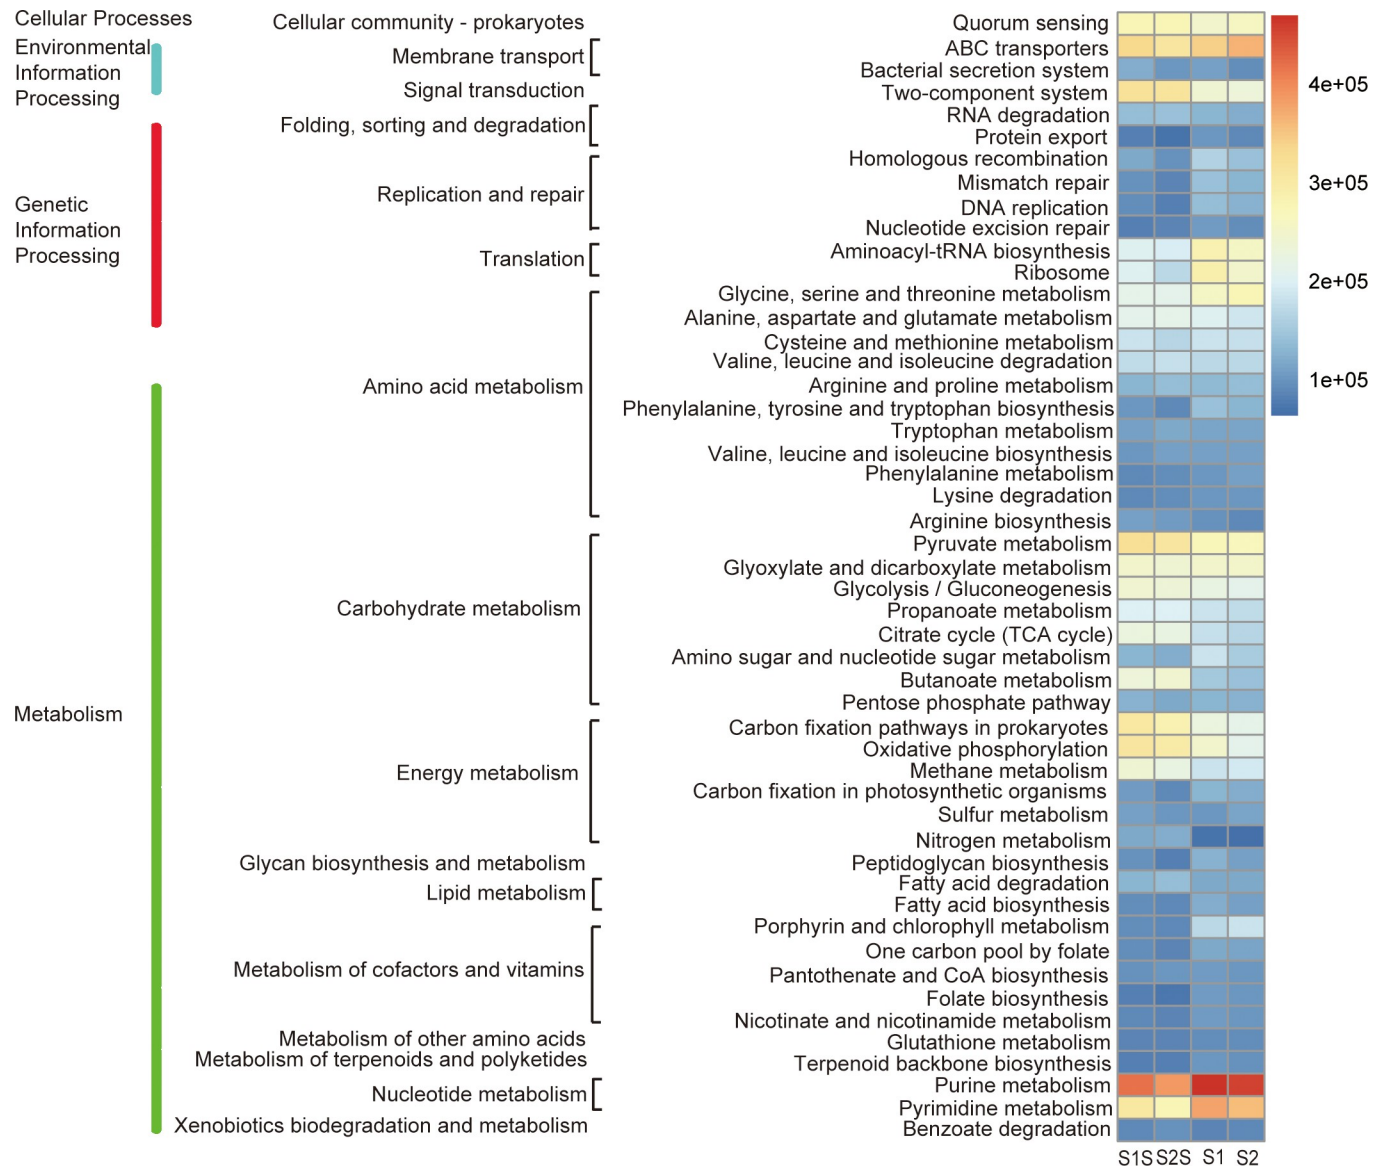 Cellular Processes
Environmental
Information
Processing
Genetic
Information
Processing
Metabolism
Cellular community - prokaryotes
Membrane transport
Signal transduction
Folding, sorting and degradation
Replication and repair
Translation
Amino acid metabolism
Carbohydrate metabolism
Energy metabolism
Glycan biosynthesis and metabolism
Lipid metabolism
Metabolism of cofactors and vitamins
Metabolism of other amino acids
Metabolism of terpenoids and polyketides
Nucleotide metabolism
Xenobiotics biodegradation and metabolism
Quorum sensing
ABC transporters
Bacterial secretion system
Two-component system
RNA degradation
Protein export
Homologous recombination
Mismatch repair
DNA replication
Nucleotide excision repair
Aminoacyl-tRNA biosynthesis
Ribosome
Glycine, serine and threonine metabolism
Alanine, aspartate and glutamate metabolism
Cysteine and methionine metabolism
Valine, leucine and isoleucine degradation
Arginine and proline metabolism
Phenylalanine, tyrosine and tryptophan biosynthesis
Tryptophan metabolism
Valine, leucine and isoleucine biosynthesis
Phenylalanine metabolism
Lysine degradation
Arginine biosynthesis
Pyruvate metabolism
Glyoxylate and dicarboxylate metabolism
Glycolysis / Gluconeogenesis
Propanoate metabolism
Citrate cycle (TCA cycle)
Amino sugar and nucleotide sugar metabolism
Butanoate metabolism
Pentose phosphate pathway
Carbon fixation pathways in prokaryotes
Oxidative phosphorylation
Methane metabolism
Carbon fixation in photosynthetic organisms
Sulfur metabolism
Nitrogen metabolism
Peptidoglycan biosynthesis
Fatty acid degradation
Fatty acid biosynthesis
Porphyrin and chlorophyll metabolism
One carbon pool by folate
Pantothenate and CoA biosynthesis
Folate biosynthesis
Nicotinate and nicotinamide metabolism
Glutathione metabolism
Terpenoid backbone biosynthesis
Purine metabolism
Pyrimidine metabolism
Benzoate degradation
S1S S2S S1 S2
4e+05
3e+05
2e+05
1e+05